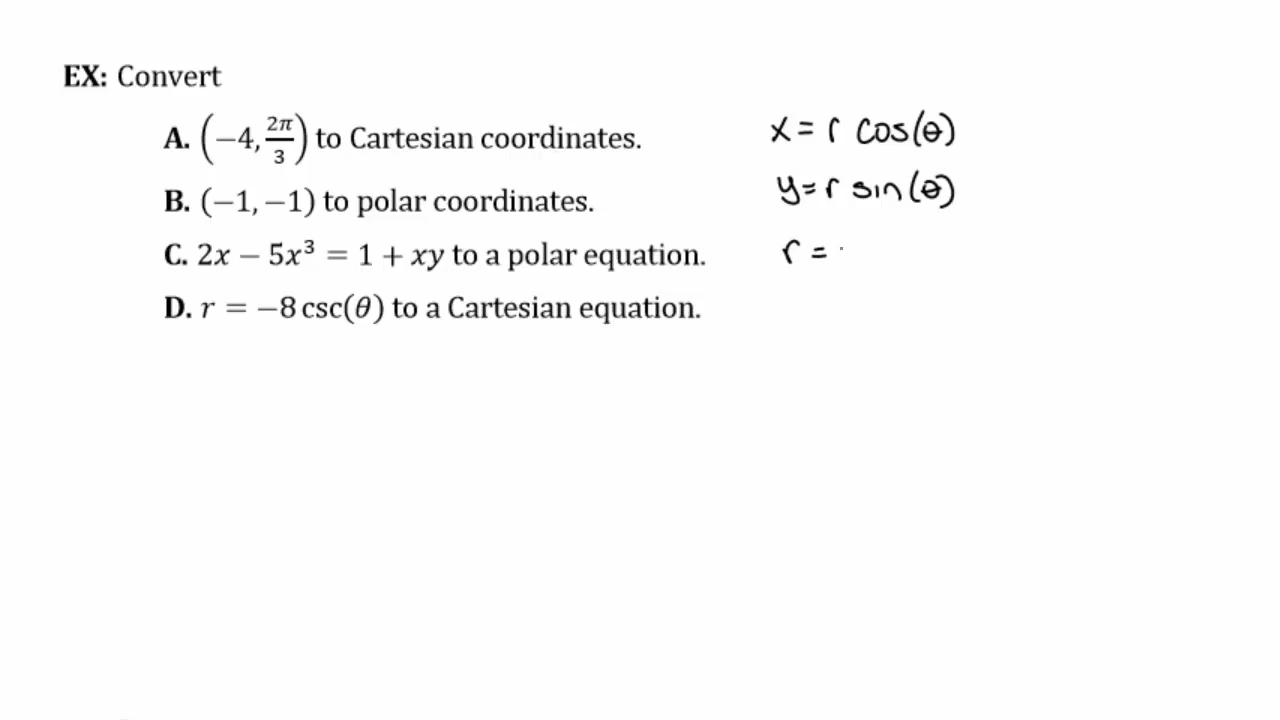 EX: Convert
A. (−4, 2π/3) to Cartesian coordinates.
x = r cos(θ)
B. (−1, −1) to polar coordinates.
y = r sin(θ)
C. 2x − 5x³ = 1 + xy to a polar equation.
r =
D. r = −8 csc(θ) to a Cartesian equation.